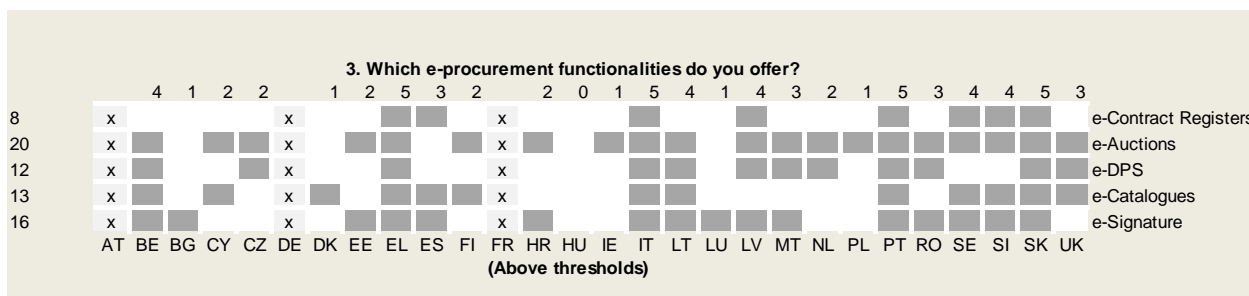 3. Which e-procurement functionalities do you offer?
4 1 2 2 1 2 5 3 2 2 0 1 5 4 1 4 3 2 1 5 3 4 4 5 3
8 x x x e-Contract Registers
20 x x x e-Auctions
12 x x x e-DPS
13 x x x e-Catalogues
16 x x x e-Signature
AT BE BG CY CZ DE DK EE EL ES FI FR HR HU IE IT LT LU LV MT NL PL PT RO SE SI SK UK
(Above thresholds)